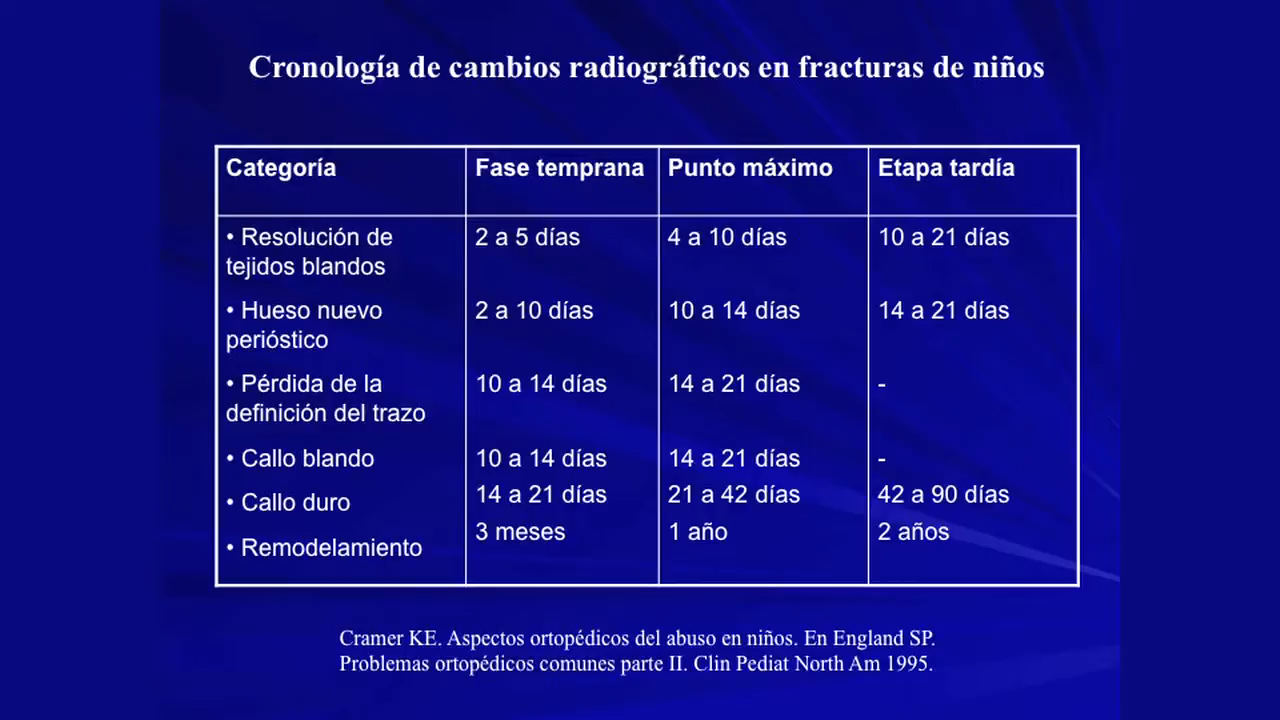 Cronología de cambios radiográficos en fracturas de niños
Categoría Fase temprana Punto máximo Etapa tardía
• Resolución de 2 a 5 días 4 a 10 días 10 a 21 días
tejidos blandos
• Hueso nuevo 2 a 10 días 10 a 14 días 14 a 21 días
perióstico
• Pérdida de la 10 a 14 días 14 a 21 días -
definición del trazo
• Callo blando 10 a 14 días 14 a 21 días -
• Callo duro 14 a 21 días 21 a 42 días 42 a 90 días
• Remodelamiento 3 meses 1 año 2 años
Cramer KE. Aspectos ortopédicos del abuso en niños. En England SP.
Problemas ortopédicos comunes parte II. Clin Pediat North Am 1995.